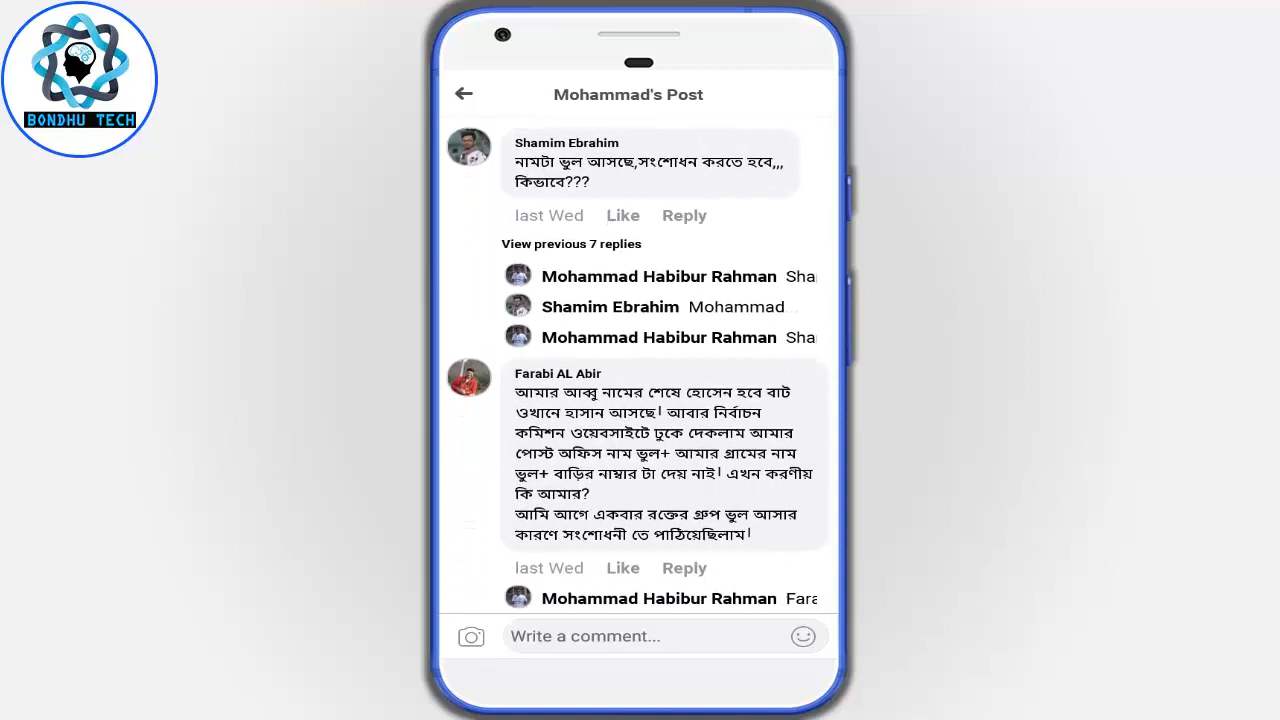 BONDHU TECH
Mohammad's Post
Shamim Ebrahim
নামটা ভুল আসছে,সংশোধন করতে হবে,,,
কিভাবে???
last Wed Like Reply
View previous 7 replies
Mohammad Habibur Rahman Sha
Shamim Ebrahim Mohammad...
Mohammad Habibur Rahman Sha
Farabi AL Abir
আমার আব্বু নামের শেষে হোসেন হবে বাট
ওখানে হাসান আসছে। আবার নির্বাচন
কমিশন ওয়েবসাইটে ঢুকে দেকলাম আমার
পোস্ট অফিস নাম ভুল+ আমার গ্রামের নাম
ভুল+ বাড়ির নাম্বার টা দেয় নাই। এখন করণীয়
কি আমার?
আমি আগে একবার রক্তের গ্রুপ ভুল আসার
কারণে সংশোধনী তে পাঠিয়েছিলাম।
last Wed Like Reply
Mohammad Habibur Rahman Fara
Write a comment...